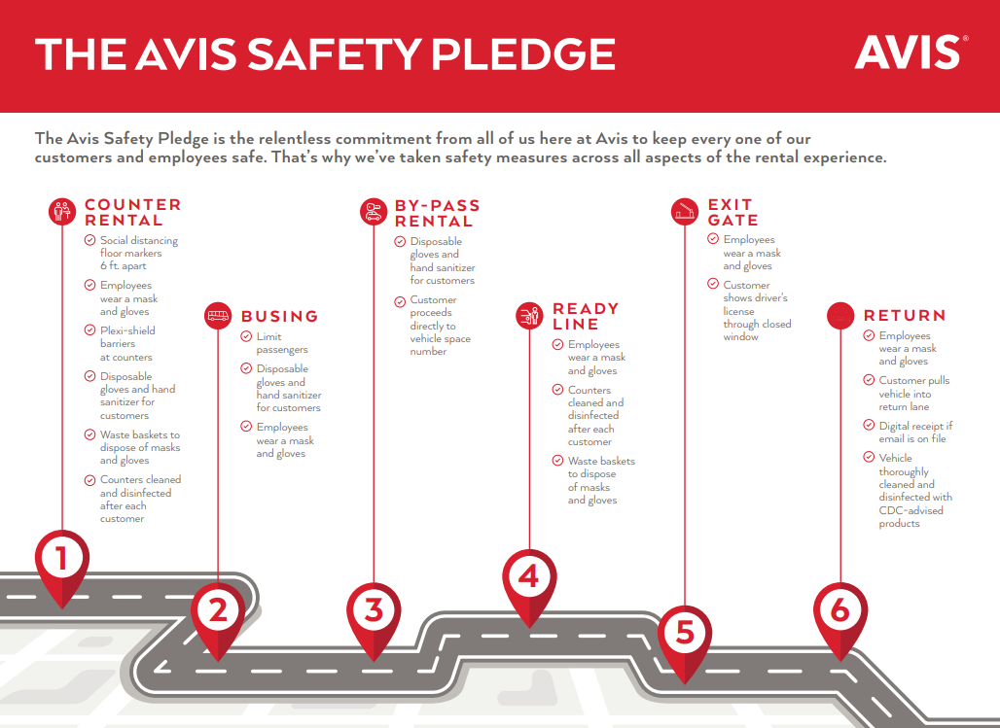 THE AVIS SAFETY PLEDGE
AVIS®
The Avis Safety Pledge is the relentless commitment from all of us here at Avis to keep every one of our
customers and employees safe. That's why we've taken safety measures across all aspects of the rental experience.
COUNTER
RENTAL
Social distancing
floor markers
6 ft. apart
Employees
wear a mask
and gloves
Plexi-shield
barriers
at counters
Disposable
gloves and hand
sanitizer for
customers
Waste baskets to
dispose of masks
and gloves
Counters cleaned
and disinfected
after each
customer
BUSING
Limit
passengers
Disposable
gloves and
hand sanitizer
for customers
Employees
wear a mask
and gloves
BY-PASS
RENTAL
Disposable
gloves and
hand sanitizer
for customers
Customer
proceeds
directly to
vehicle space
number
READY
LINE
Employees
wear a mask
and gloves
Counters
cleaned and
disinfected
after each
customer
Waste baskets
to dispose
of masks
and gloves
EXIT
GATE
Employees
wear a mask
and gloves
Customer
shows driver's
license
through closed
window
RETURN
Employees
wear a mask
and gloves
Customer pulls
vehicle into
return lane
Digital receipt if
email is on file
Vehicle
thoroughly
cleaned and
disinfected with
CDC-advised
products
1
2
3
4
5
6